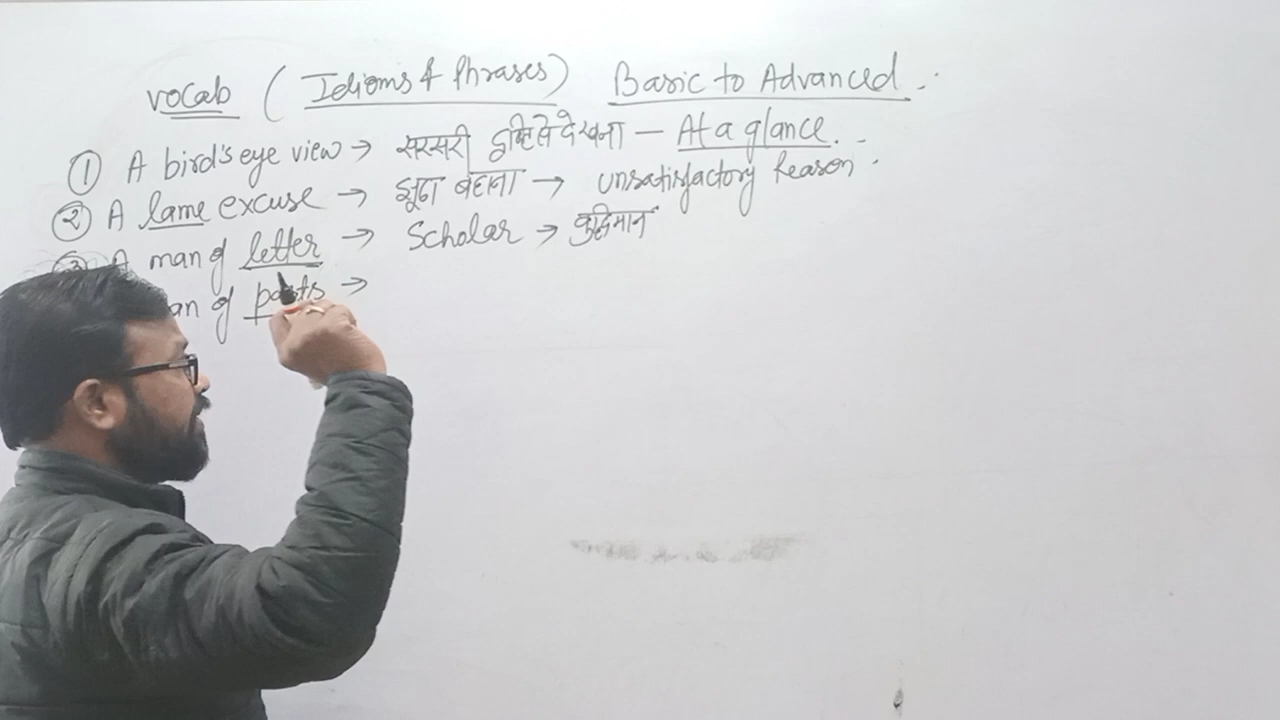 vocab (Idioms & Phrases) Basic to Advanced.
① A bird's eye view → सरसरी दृष्टि से देखना — At a glance.
② A lame excuse → झूठा बहाना → unsatisfactory Reason.
③ A man of letter → Scholar → बुद्धिमान
an of parts →